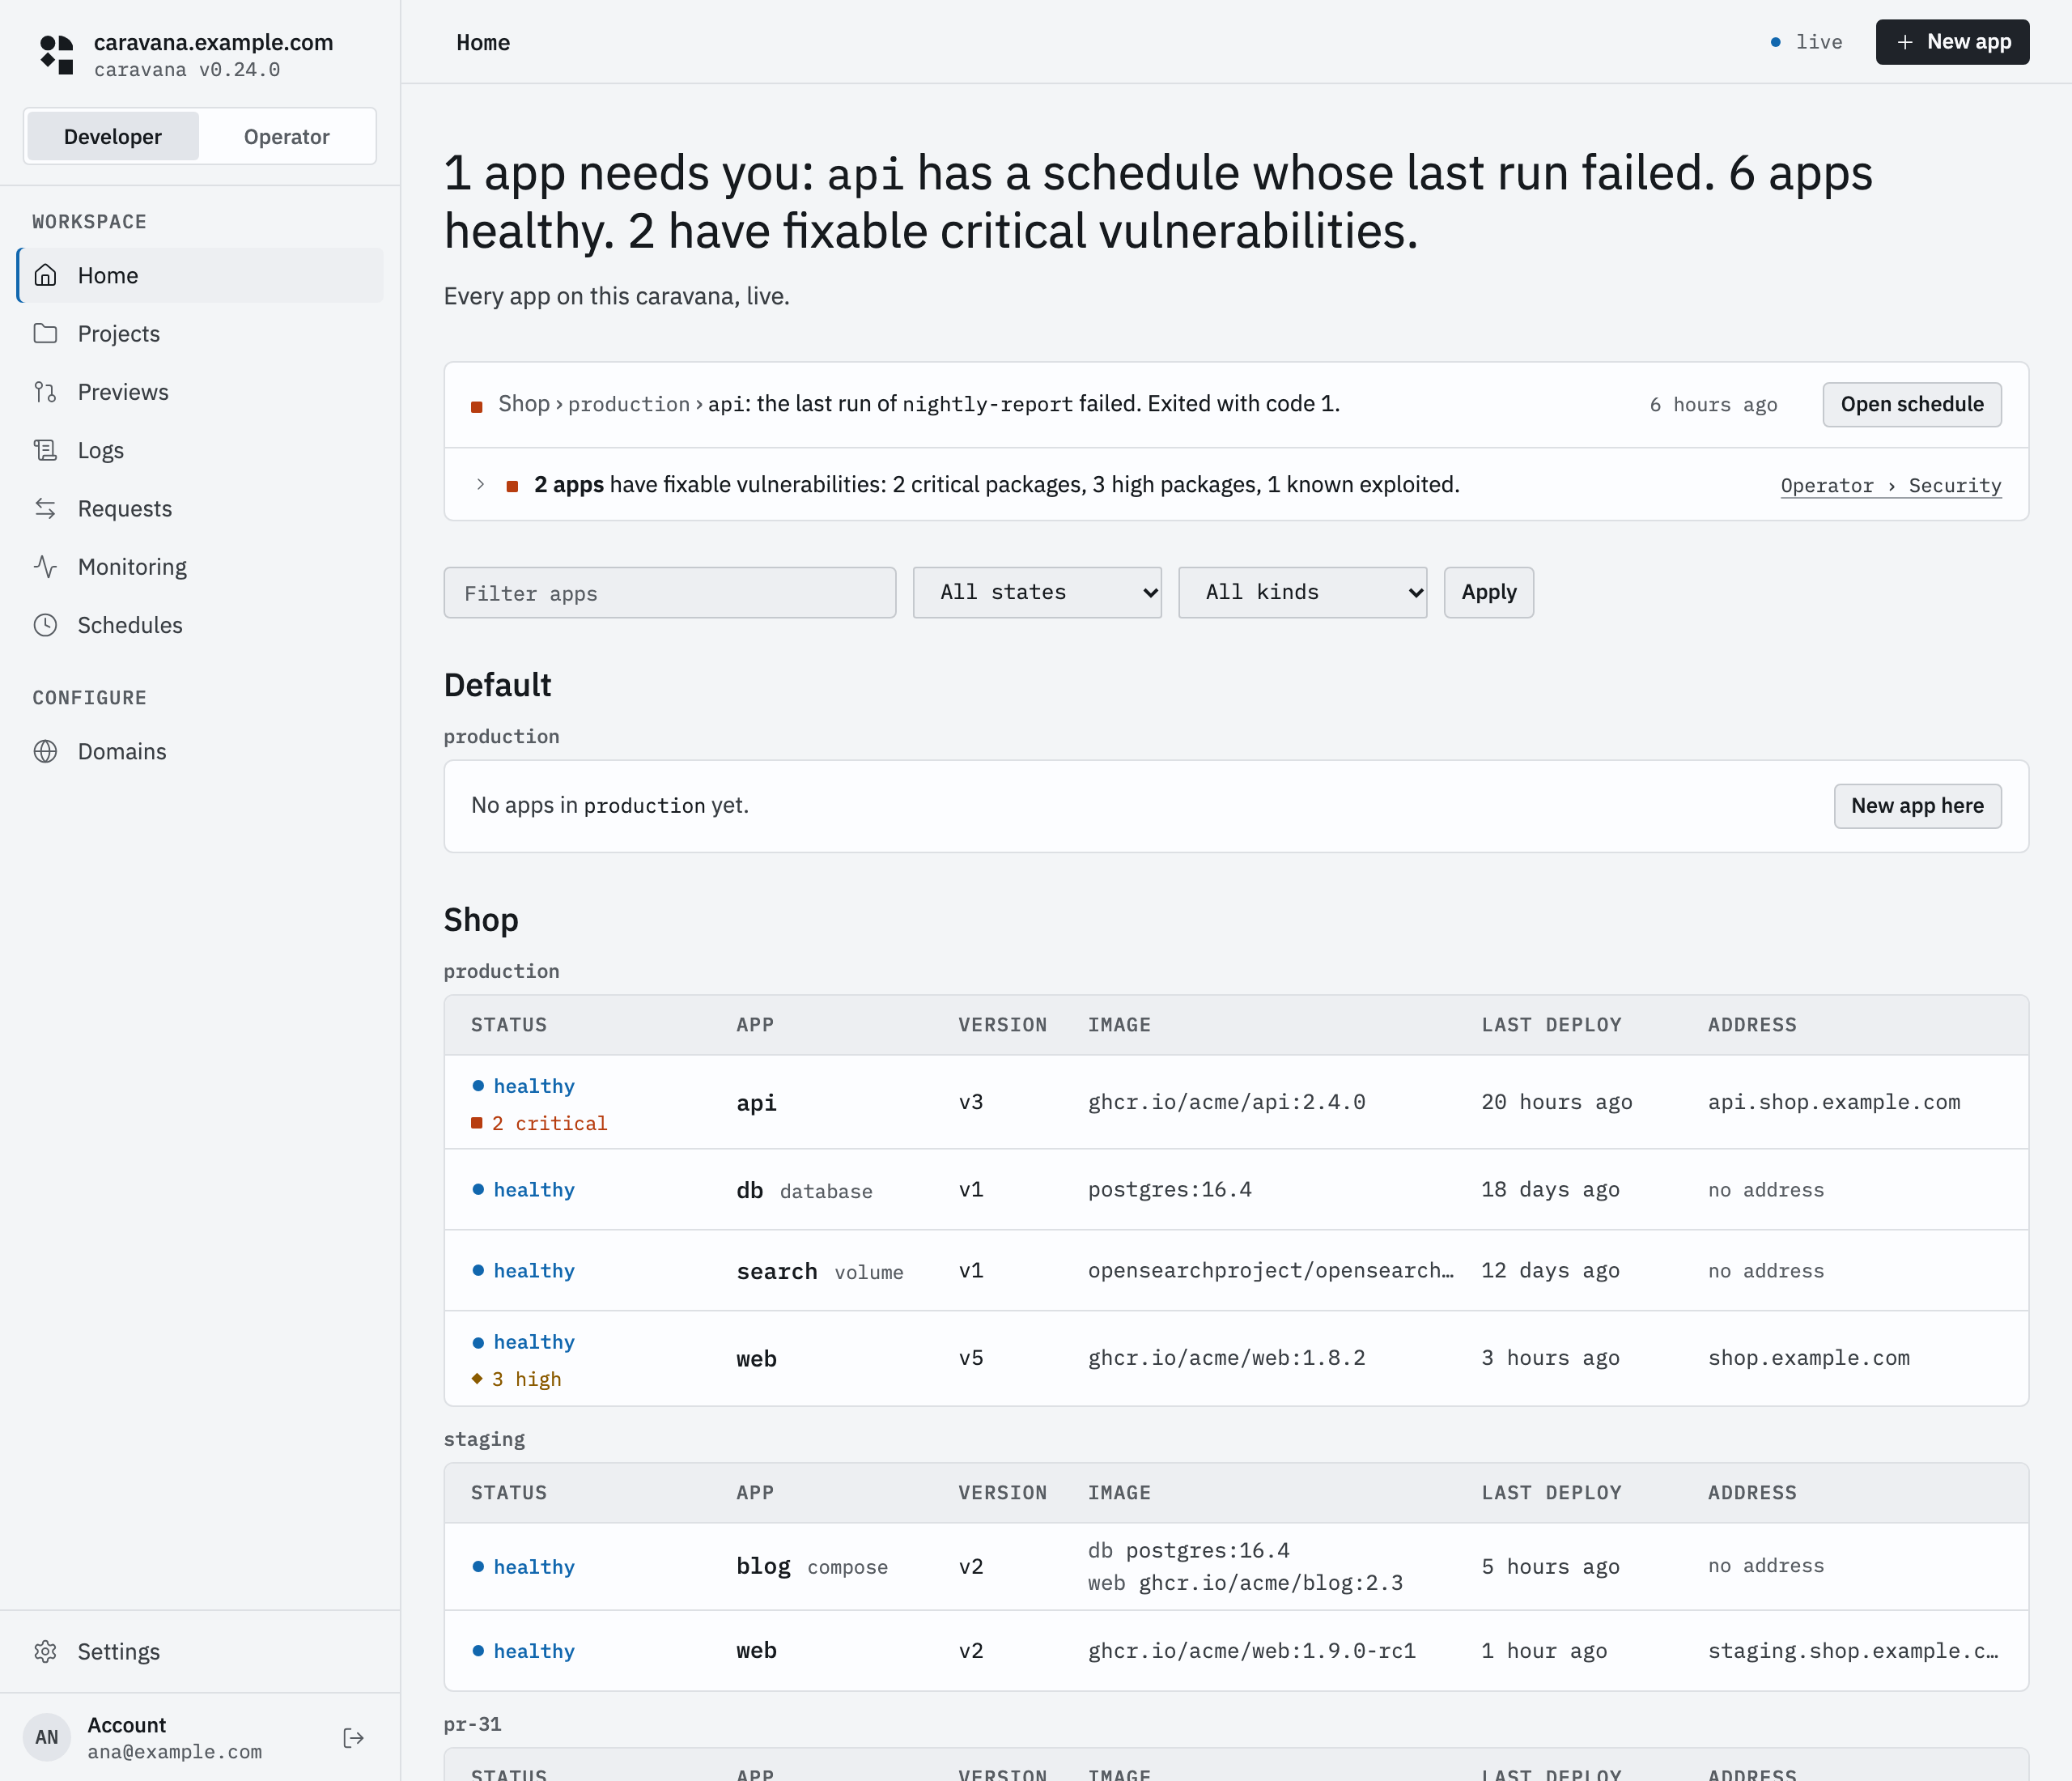 caravana.example.com
caravana v0.24.0
Developer Operator
WORKSPACE
Home
Projects
Previews
Logs
Requests
Monitoring
Schedules
CONFIGURE
Domains
Settings
AN
Account
ana@example.com
Home
live
+ New app
1 app needs you: api has a schedule whose last run failed. 6 apps
healthy. 2 have fixable critical vulnerabilities.
Every app on this caravana, live.
Shop › production › api: the last run of nightly-report failed. Exited with code 1. 6 hours ago Open schedule
2 apps have fixable vulnerabilities: 2 critical packages, 3 high packages, 1 known exploited. Operator › Security
Filter apps All states All kinds Apply
Default
production
No apps in production yet. New app here
Shop
production
STATUS APP VERSION IMAGE LAST DEPLOY ADDRESS
healthy
2 critical
api v3 ghcr.io/acme/api:2.4.0 20 hours ago api.shop.example.com
healthy db database v1 postgres:16.4 18 days ago no address
healthy search volume v1 opensearchproject/opensearch… 12 days ago no address
healthy
3 high
web v5 ghcr.io/acme/web:1.8.2 3 hours ago shop.example.com
staging
STATUS APP VERSION IMAGE LAST DEPLOY ADDRESS
healthy blog compose v2 db postgres:16.4 5 hours ago no address
web ghcr.io/acme/blog:2.3
healthy web v2 ghcr.io/acme/web:1.9.0-rc1 1 hour ago staging.shop.example.c…
pr-31
STATUS APP VERSION IMAGE LAST DEPLOY ADDRESS